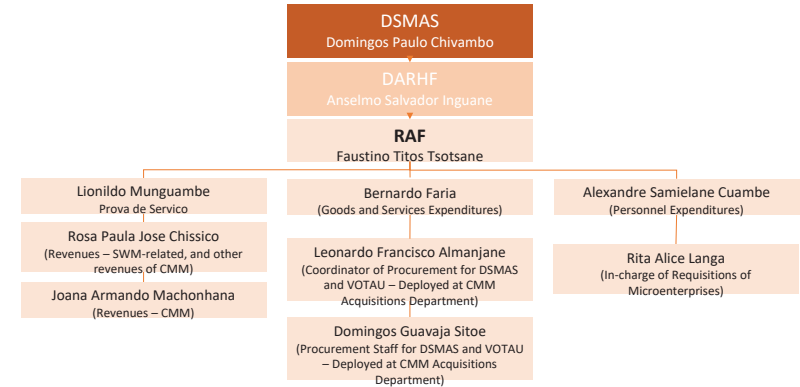 DSMAS
Domingos Paulo Chivambo
DARHF
Anselmo Salvador Inguane
RAF
Faustino Titos Tsotsane
Lionildo Munguambe
Prova de Servico
Rosa Paula Jose Chissico
(Revenues – SWM-related, and other
revenues of CMM)
Joana Armando Machonhana
(Revenues – CMM)
Bernardo Faria
(Goods and Services Expenditures)
Leonardo Francisco Almanjane
(Coordinator of Procurement for DSMAS
and VOTAU – Deployed at CMM
Acquisitions Department)
Domingos Guavaja Sitoe
(Procurement Staff for DSMAS and VOTAU
– Deployed at CMM Acquisitions
Department)
Alexandre Samielane Cuambe
(Personnel Expenditures)
Rita Alice Langa
(In-charge of Requisitions of
Microenterprises)